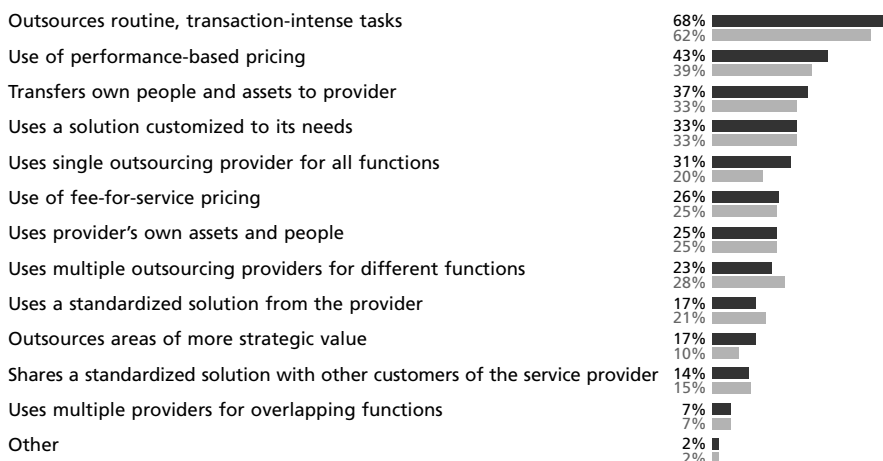 Outsources routine, transaction-intense tasks 68%
62%
Use of performance-based pricing 43%
39%
Transfers own people and assets to provider 37%
33%
Uses a solution customized to its needs 33%
33%
Uses single outsourcing provider for all functions 31%
20%
Use of fee-for-service pricing 26%
25%
Uses provider’s own assets and people 25%
25%
Uses multiple outsourcing providers for different functions 23%
28%
Uses a standardized solution from the provider 17%
21%
Outsources areas of more strategic value 17%
10%
Shares a standardized solution with other customers of the service provider 14%
15%
Uses multiple providers for overlapping functions 7%
7%
Other 2%
2%